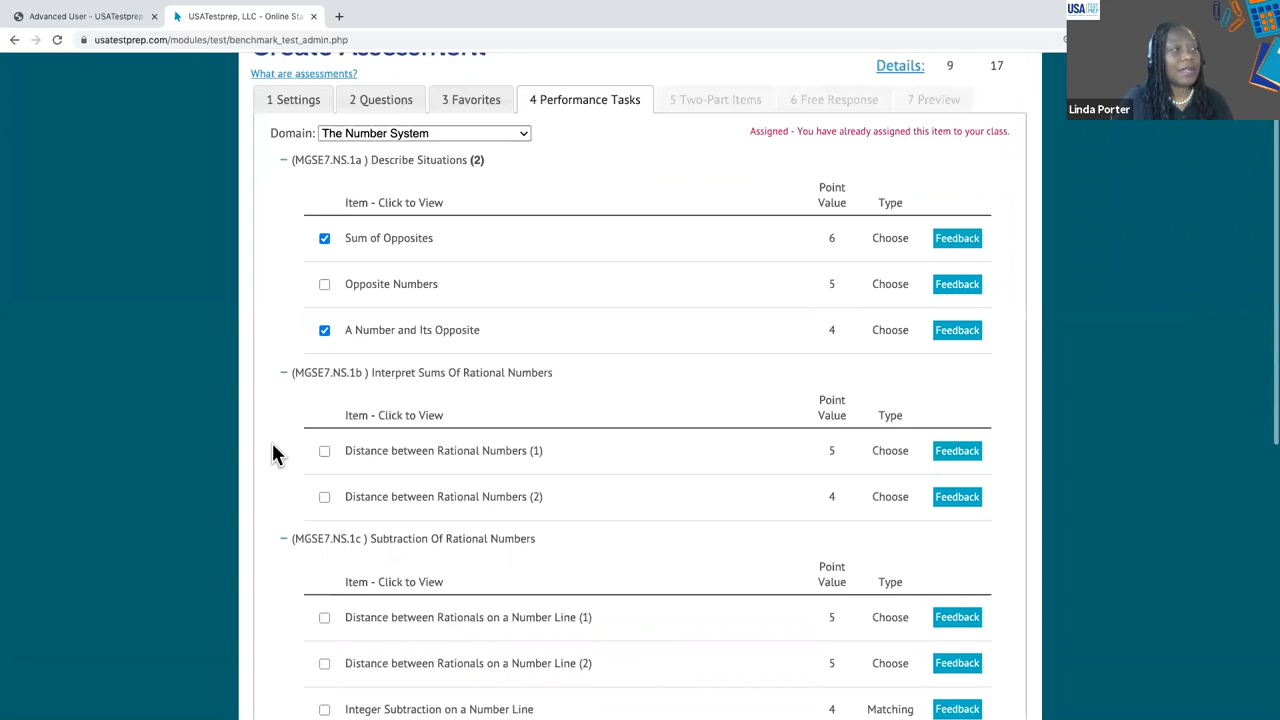 Advanced User - USATestprep
USATestprep, LLC - Online Sta
usatestprep.com/modules/test/benchmark_test_admin.php
USA TEST PREP
Linda Porter
Create Assessment
What are assessments?
Details: 9 17
1 Settings 2 Questions 3 Favorites 4 Performance Tasks 5 Two-Part Items 6 Free Response 7 Preview
Domain: The Number System
Assigned - You have already assigned this item to your class.
(MGSE7.NS.1a ) Describe Situations (2)
Item - Click to View Point Value Type
Sum of Opposites 6 Choose Feedback
Opposite Numbers 5 Choose Feedback
A Number and Its Opposite 4 Choose Feedback
(MGSE7.NS.1b ) Interpret Sums Of Rational Numbers
Item - Click to View Point Value Type
Distance between Rational Numbers (1) 5 Choose Feedback
Distance between Rational Numbers (2) 4 Choose Feedback
(MGSE7.NS.1c ) Subtraction Of Rational Numbers
Item - Click to View Point Value Type
Distance between Rationals on a Number Line (1) 5 Choose Feedback
Distance between Rationals on a Number Line (2) 5 Choose Feedback
Integer Subtraction on a Number Line 4 Matching Feedback